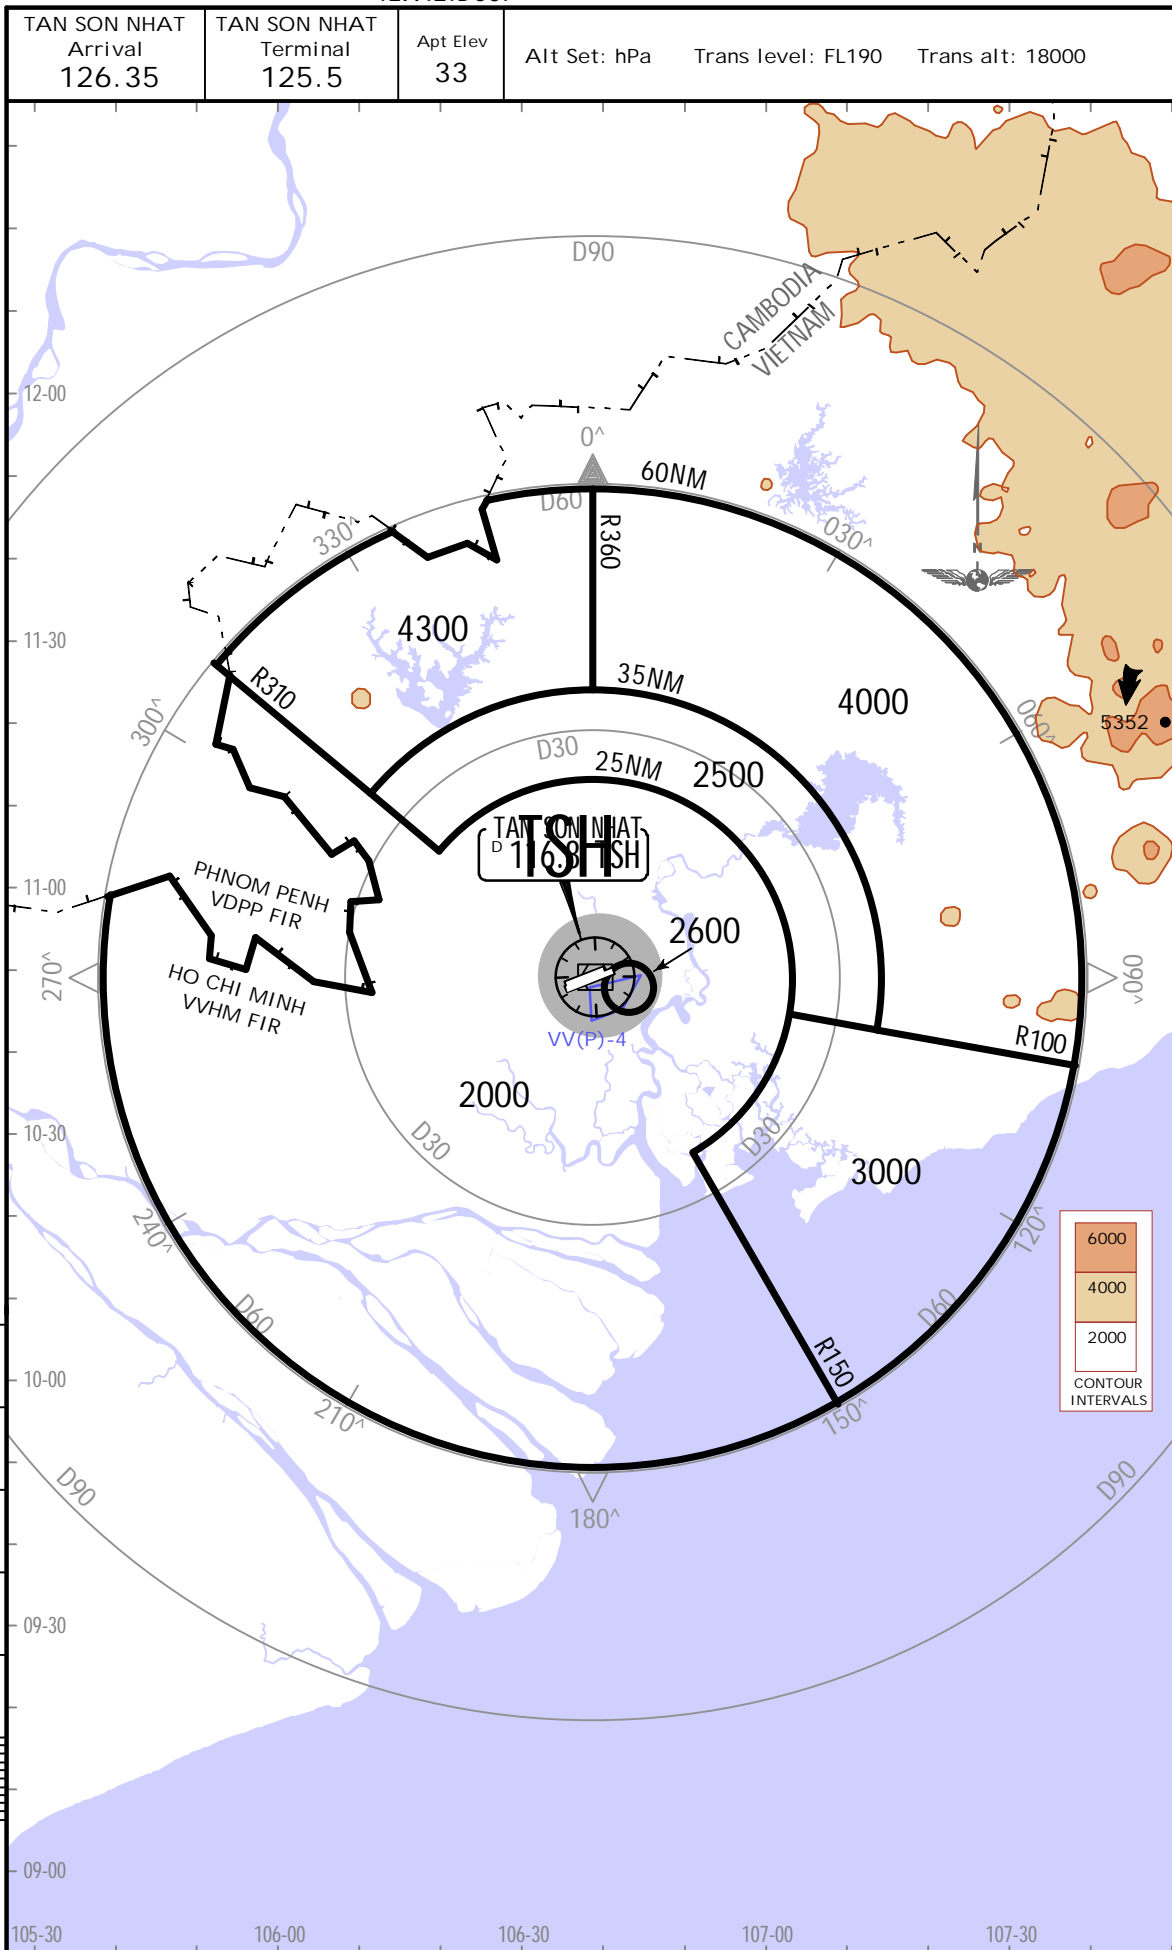 TAN SON NHAT
Arrival
126.35
TAN SON NHAT
Terminal
125.5
Apt Elev
33
Alt Set: hPa
Trans level: FL190
Trans alt: 18000
D90
CAMBODIA
VIETNAM
12-00
0^
60NM
D60
R360
330^
030^
4300
11-30
R310
35NM
4000
300^
060^
5352
D30
25NM
2500
TAN SON NHAT
D 116.8 TSH
TSH
11-00
PHNOM PENH
VDPP FIR
2600
270^
090^
HO CHI MINH
VVHM FIR
VV(P)-4
R100
2000
10-30
D30
D30
3000
240^
120^
6000
4000
2000
CONTOUR
INTERVALS
D60
D60
R150
10-00
210^
150^
D90
D90
180^
09-30
09-00
105-30
106-00
106-30
107-00
107-30